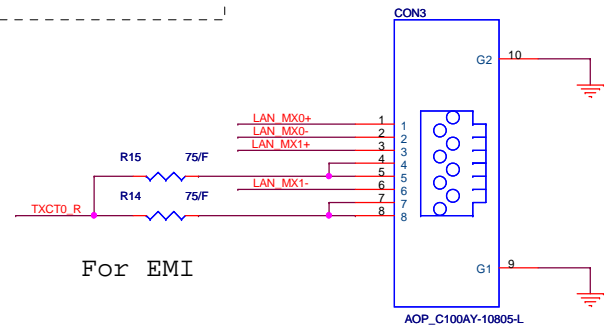 CON3
G2 10
LAN_MX0+ 1 1
LAN_MX0- 2 2
LAN_MX1+ 3 3
R15 75/F 4 4
5 5
LAN_MX1- 6 6
R14 75/F 7 7
TXCT0_R 8 8
For EMI
G1 9
AOP_C100AY-10805-L